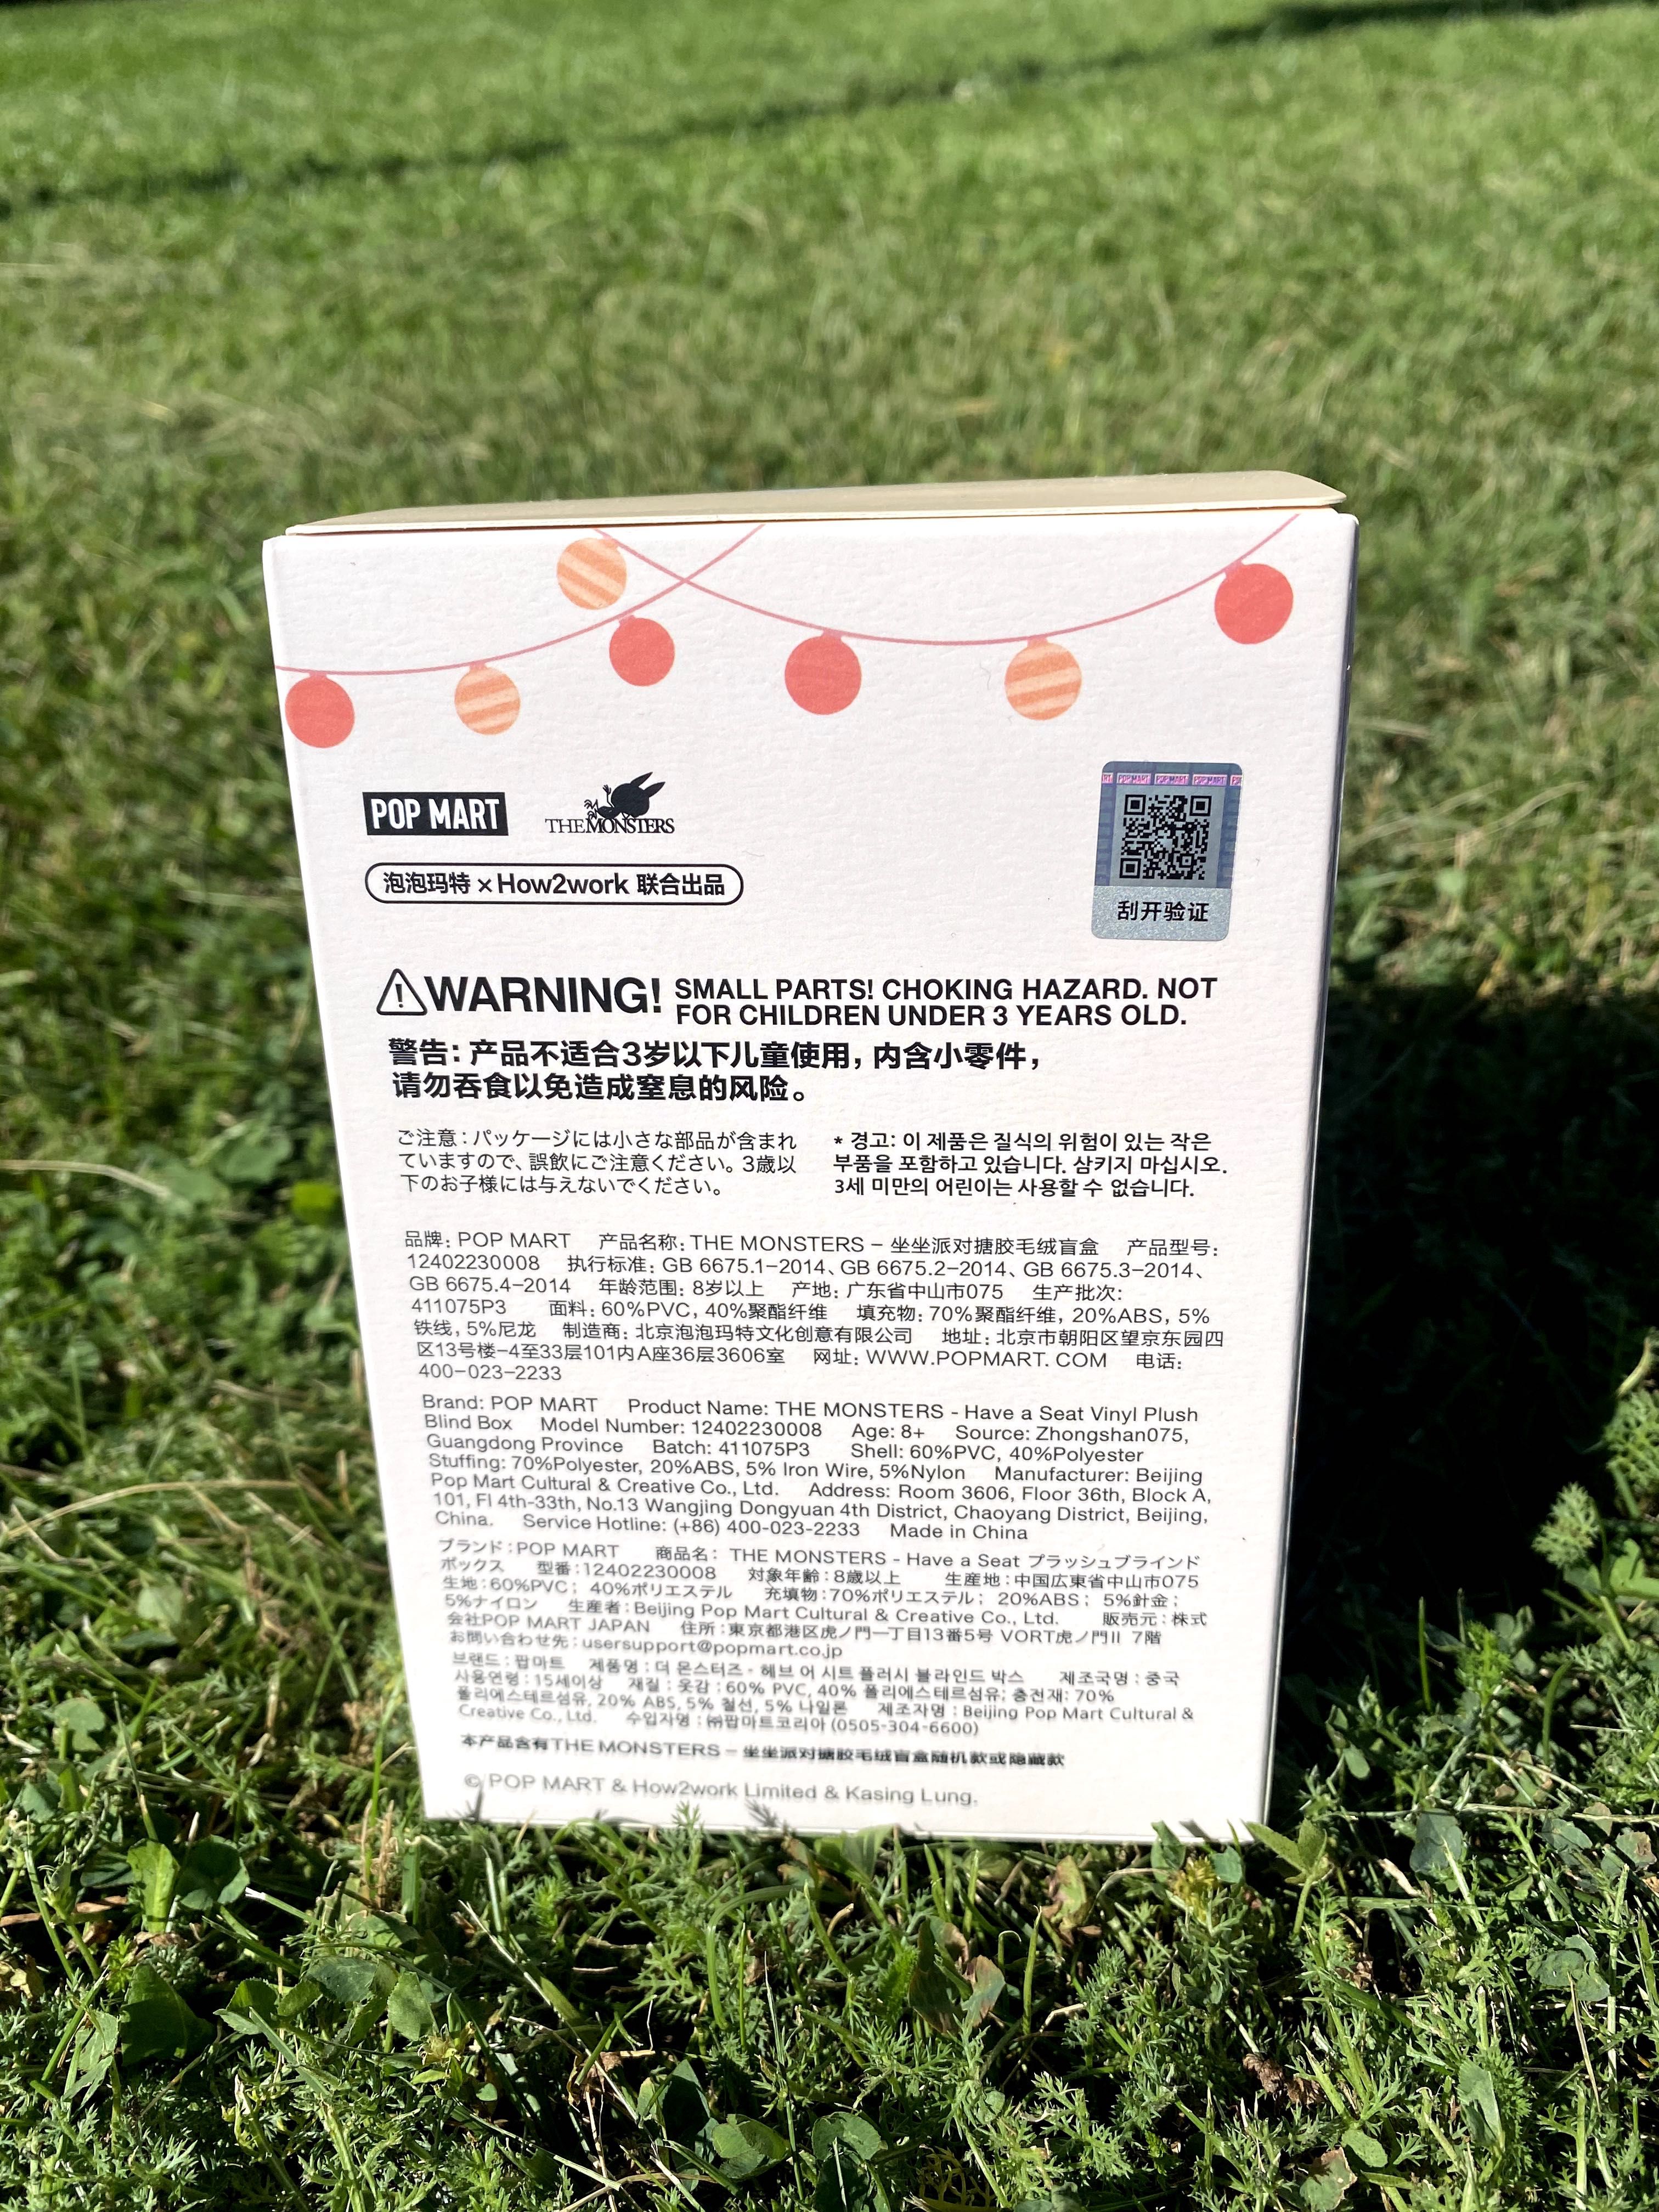 POP MART
THE MONSTERS
POP MART POP MART POP MART
泡泡玛特 × How2work 联合出品
刮开验证
WARNING! SMALL PARTS! CHOKING HAZARD. NOT
FOR CHILDREN UNDER 3 YEARS OLD.
警告: 产品不适合3岁以下儿童使用, 内含小零件,
请勿吞食以免造成窒息的风险。
ご注意：パッケージには小さな部品が含まれ
ていますので、誤飲にご注意ください。3歳以
下のお子様には与えないでください。
* 경고: 이 제품은 질식의 위험이 있는 작은
부품을 포함하고 있습니다. 삼키지 마십시오.
3세 미만의 어린이는 사용할 수 없습니다.
品牌: POP MART 产品名称: THE MONSTERS – 坐坐派对搪胶毛绒盲盒 产品型号:
12402230008 执行标准: GB 6675.1–2014、GB 6675.2–2014、GB 6675.3–2014、
GB 6675.4–2014 年龄范围: 8岁以上 产地: 广东省中山市075 生产批次:
411075P3 面料: 60%PVC, 40%聚酯纤维 填充物: 70%聚酯纤维, 20%ABS, 5%
铁线, 5%尼龙 制造商: 北京泡泡玛特文化创意有限公司 地址: 北京市朝阳区望京东园四
区13号楼–4至33层101内A座36层3606室 网址: WWW.POPMART. COM 电话:
400–023–2233
Brand: POP MART Product Name: THE MONSTERS - Have a Seat Vinyl Plush
Blind Box Model Number: 12402230008 Age: 8+ Source: Zhongshan075,
Guangdong Province Batch: 411075P3 Shell: 60%PVC, 40%Polyester
Stuffing: 70%Polyester, 20%ABS, 5% Iron Wire, 5%Nylon Manufacturer: Beijing
Pop Mart Cultural & Creative Co., Ltd. Address: Room 3606, Floor 36th, Block A,
101, Fl 4th-33th, No.13 Wangjing Dongyuan 4th District, Chaoyang District, Beijing,
China. Service Hotline: (+86) 400-023-2233 Made in China
ブランド：POP MART 商品名： THE MONSTERS - Have a Seat プラッシュブラインド
ボックス 型番：12402230008 対象年齢：8歳以上 生産地：中国広東省中山市075
生地：60%PVC； 40%ポリエステル 充填物：70%ポリエステル； 20%ABS； 5%針金；
5%ナイロン 生産者：Beijing Pop Mart Cultural & Creative Co., Ltd. 販売元：株式
会社POP MART JAPAN 住所：東京都港区虎ノ門一丁目13番5号 VORT虎ノ門II 7階
お問い合わせ先：usersupport@popmart.co.jp
브랜드 : 팝마트 제품명 : 더 몬스터즈 - 헤브 어 시트 플러시 블라인드 박스 제조국명 : 중국
사용연령 : 15세이상 재질 : 옷감 : 60% PVC, 40% 폴리에스테르섬유; 충전재: 70%
폴리에스테르섬유, 20% ABS, 5% 철선, 5% 나일론 제조자명 : Beijing Pop Mart Cultural &
Creative Co., Ltd. 수입자명 : ㈜팝마트코리아 (0505-304-6600)
本产品含有THE MONSTERS – 坐坐派对搪胶毛绒盲盒随机款或隐藏款
© POP MART & How2work Limited & Kasing Lung.